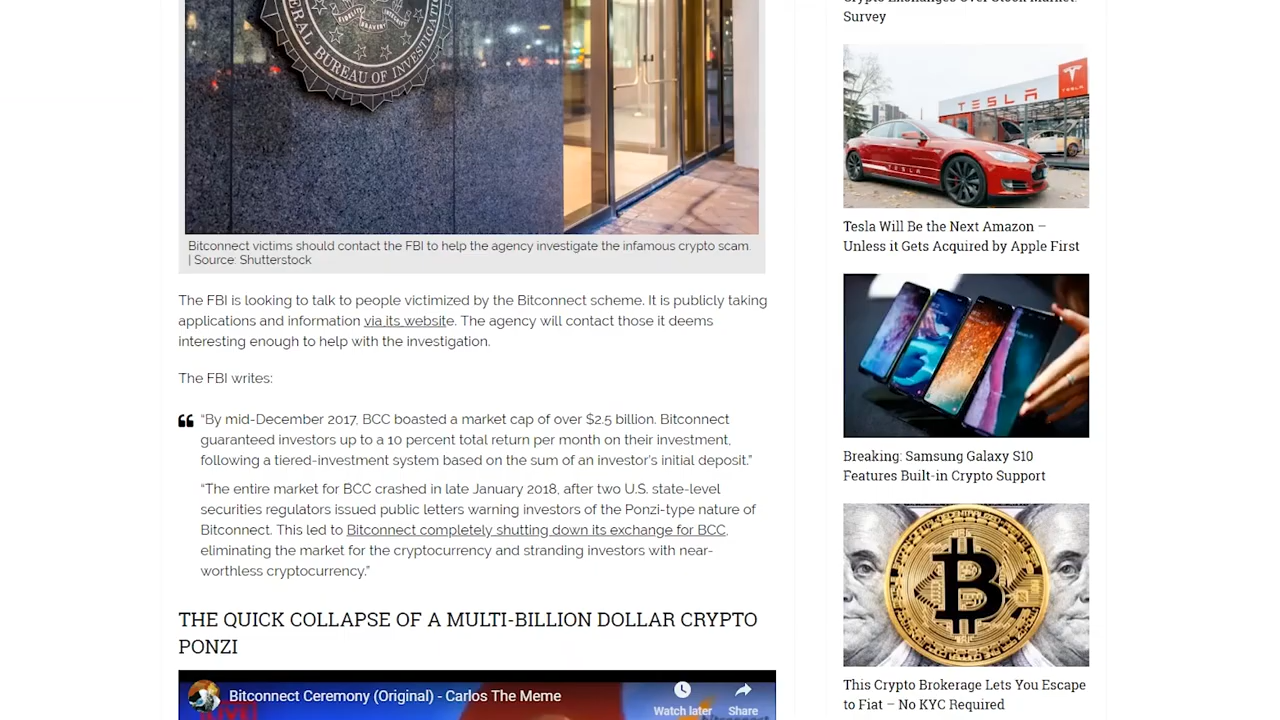 FIDELITY BRAVERY INTEGRITY
ERAL BUREAU OF INVESTIGA
Bitconnect victims should contact the FBI to help the agency investigate the infamous crypto scam.
| Source: Shutterstock
The FBI is looking to talk to people victimized by the Bitconnect scheme. It is publicly taking
applications and information via its website. The agency will contact those it deems
interesting enough to help with the investigation.
The FBI writes:
“By mid-December 2017, BCC boasted a market cap of over $2.5 billion. Bitconnect
guaranteed investors up to a 10 percent total return per month on their investment,
following a tiered-investment system based on the sum of an investor’s initial deposit.”
“The entire market for BCC crashed in late January 2018, after two U.S. state-level
securities regulators issued public letters warning investors of the Ponzi-type nature of
Bitconnect. This led to Bitconnect completely shutting down its exchange for BCC,
eliminating the market for the cryptocurrency and stranding investors with near-
worthless cryptocurrency.”
THE QUICK COLLAPSE OF A MULTI-BILLION DOLLAR CRYPTO
PONZI
Bitconnect Ceremony (Original) - Carlos The Meme
Watch later
Share
Survey
TESLA
TESLA
Tesla Will Be the Next Amazon –
Unless it Gets Acquired by Apple First
Breaking: Samsung Galaxy S10
Features Built-in Crypto Support
This Crypto Brokerage Lets You Escape
to Fiat – No KYC Required